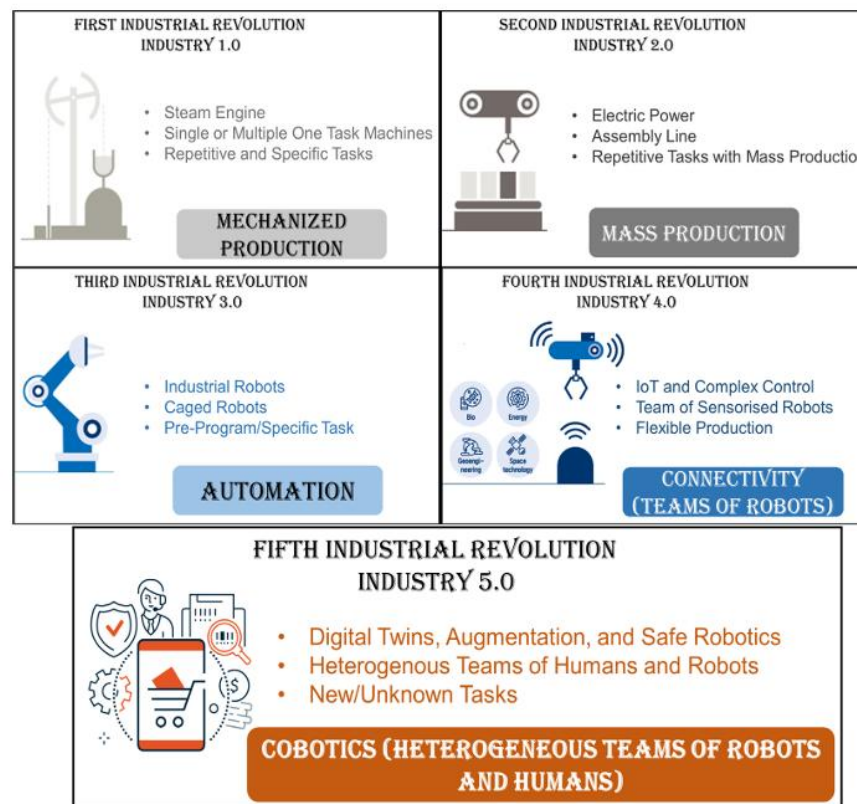 FIRST INDUSTRIAL REVOLUTION
INDUSTRY 1.0
• Steam Engine
• Single or Multiple One Task Machines
• Repetitive and Specific Tasks
MECHANIZED
PRODUCTION
SECOND INDUSTRIAL REVOLUTION
INDUSTRY 2.0
• Electric Power
• Assembly Line
• Repetitive Tasks with Mass Productio
MASS PRODUCTION
THIRD INDUSTRIAL REVOLUTION
INDUSTRY 3.0
• Industrial Robots
• Caged Robots
• Pre-Program/Specific Task
AUTOMATION
FOURTH INDUSTRIAL REVOLUTION
INDUSTRY 4.0
Bio
Energy
Geoengi-
neering
Space
technology
• IoT and Complex Control
• Team of Sensorised Robots
• Flexible Production
CONNECTIVITY
(TEAMS OF ROBOTS)
FIFTH INDUSTRIAL REVOLUTION
INDUSTRY 5.0
$
• Digital Twins, Augmentation, and Safe Robotics
• Heterogenous Teams of Humans and Robots
• New/Unknown Tasks
COBOTICS (HETEROGENEOUS TEAMS OF ROBOTS
AND HUMANS)